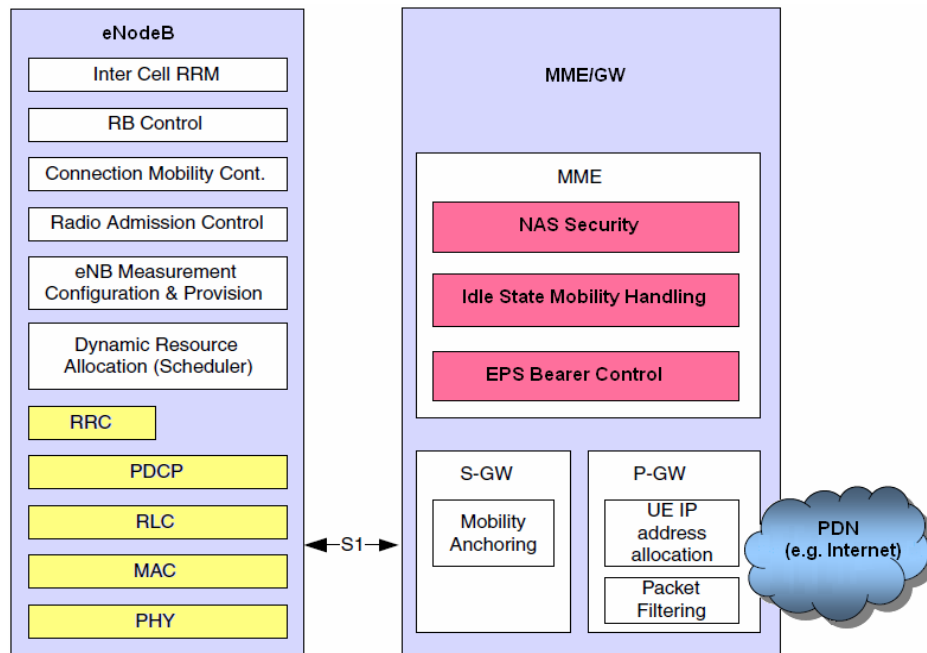 eNodeB
Inter Cell RRM
RB Control
Connection Mobility Cont.
Radio Admission Control
eNB Measurement
Configuration & Provision
Dynamic Resource
Allocation (Scheduler)
RRC
PDCP
RLC
MAC
PHY
S1
MME/GW
MME
NAS Security
Idle State Mobility Handling
EPS Bearer Control
S-GW
Mobility
Anchoring
P-GW
UE IP
address
allocation
Packet
Filtering
PDN
(e.g. Internet)